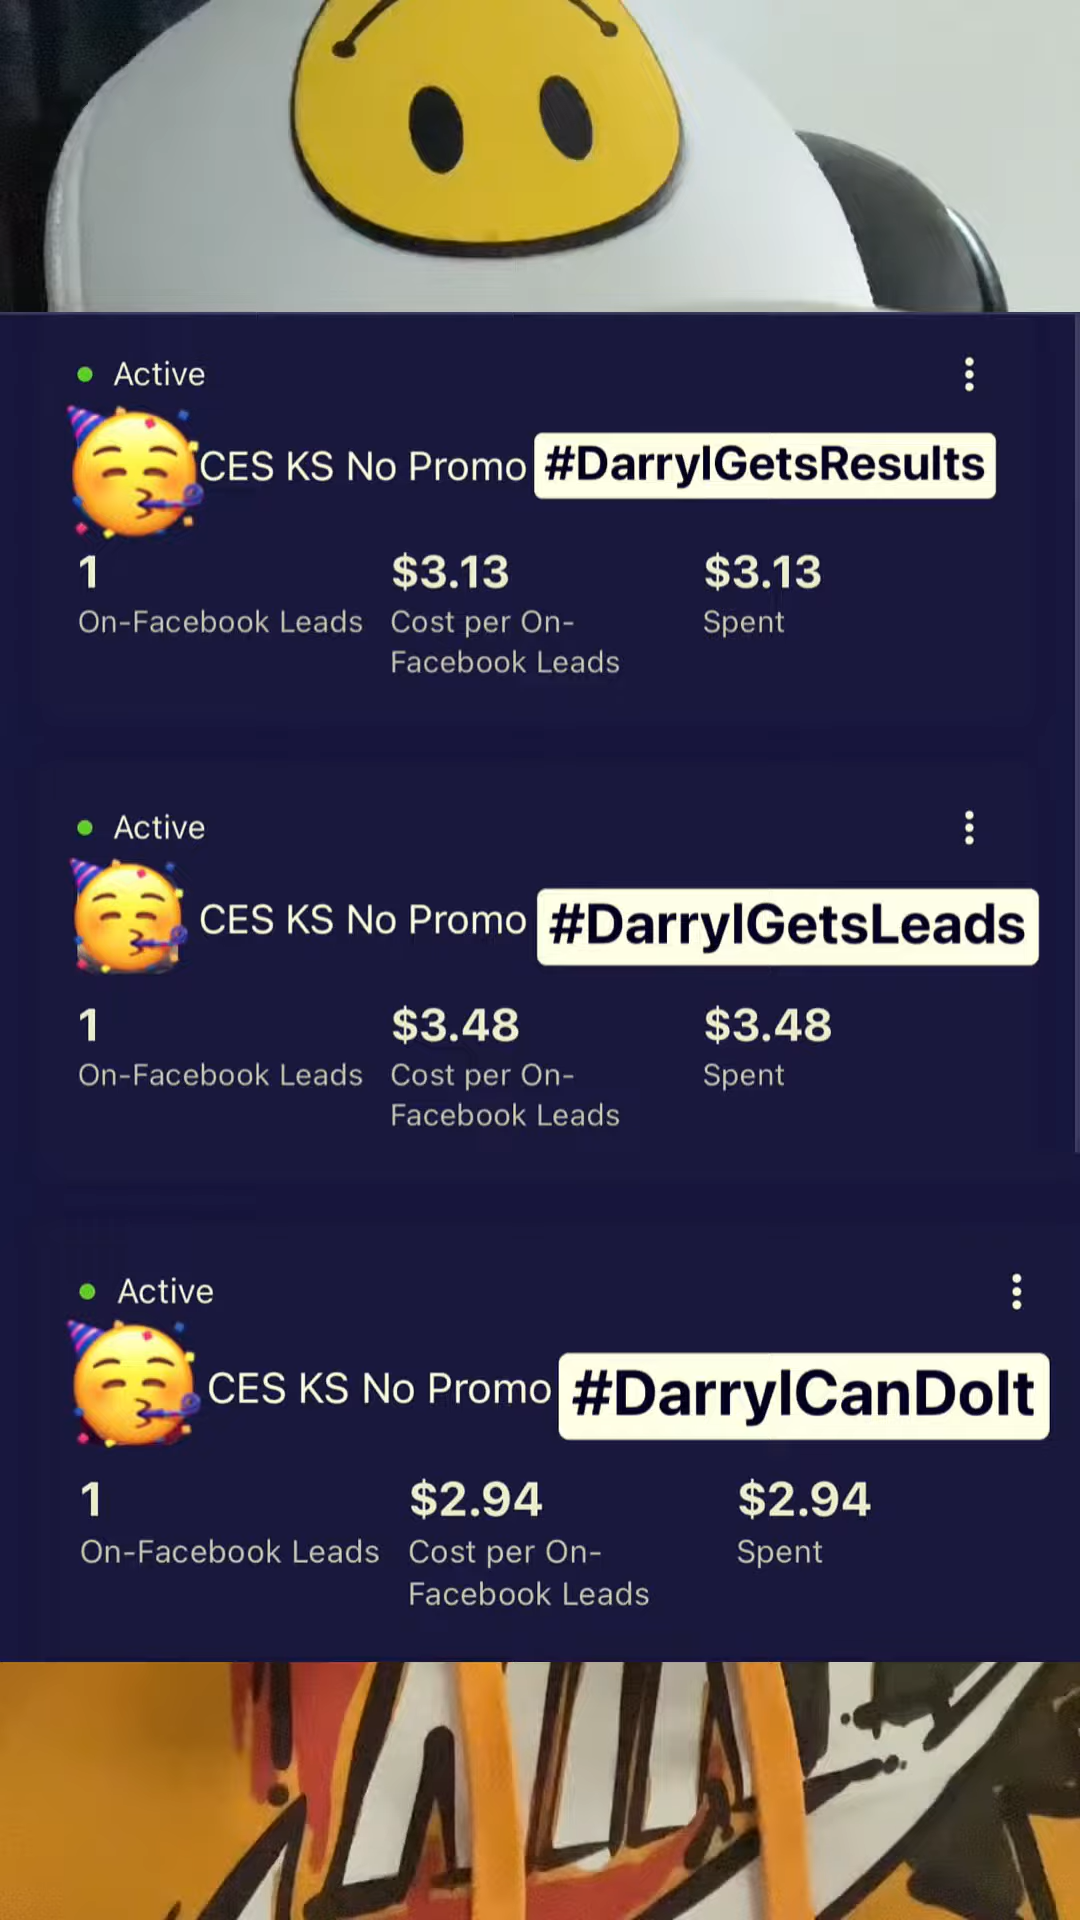 Active
CES KS No Promo #DarrylGetsResults
1 $3.13 $3.13
On-Facebook Leads Cost per On- Spent
Facebook Leads
Active
CES KS No Promo #DarrylGetsLeads
1 $3.48 $3.48
On-Facebook Leads Cost per On- Spent
Facebook Leads
Active
CES KS No Promo #DarrylCanDoIt
1 $2.94 $2.94
On-Facebook Leads Cost per On- Spent
Facebook Leads